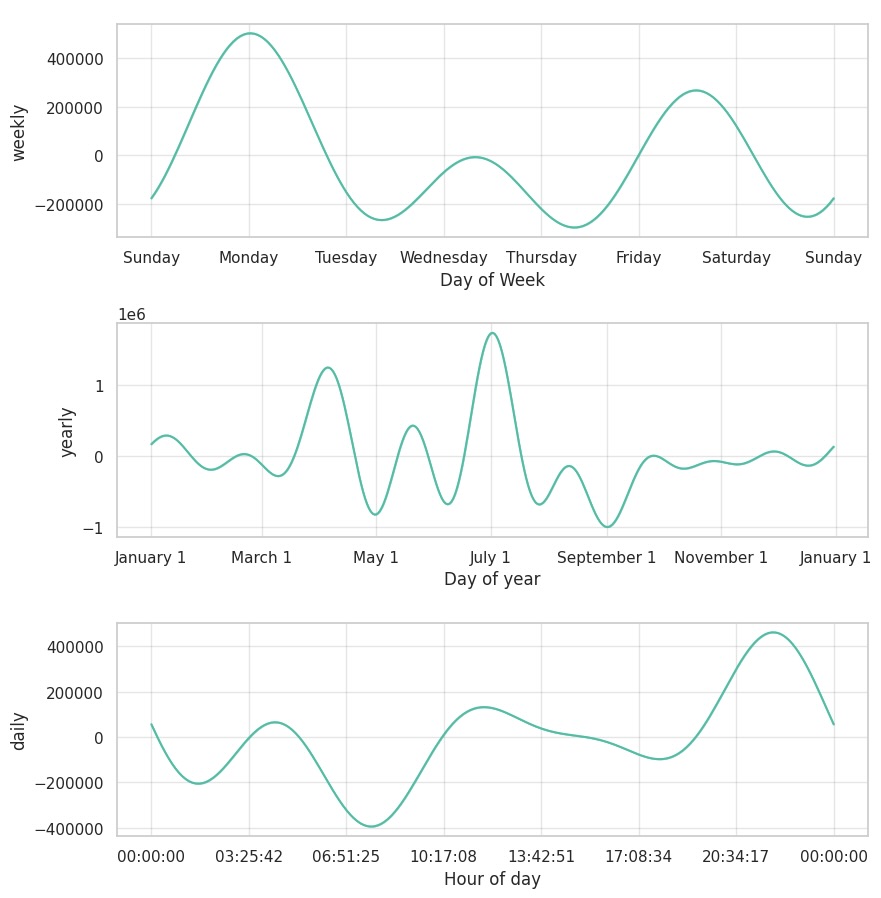 weekly
400000
200000
0
−200000
Sunday Monday Tuesday Wednesday Thursday Friday Saturday Sunday
Day of Week
1e6
yearly
1
0
−1
January 1 March 1 May 1 July 1 September 1 November 1 January 1
Day of year
daily
400000
200000
0
−200000
−400000
00:00:00 03:25:42 06:51:25 10:17:08 13:42:51 17:08:34 20:34:17 00:00:00
Hour of day